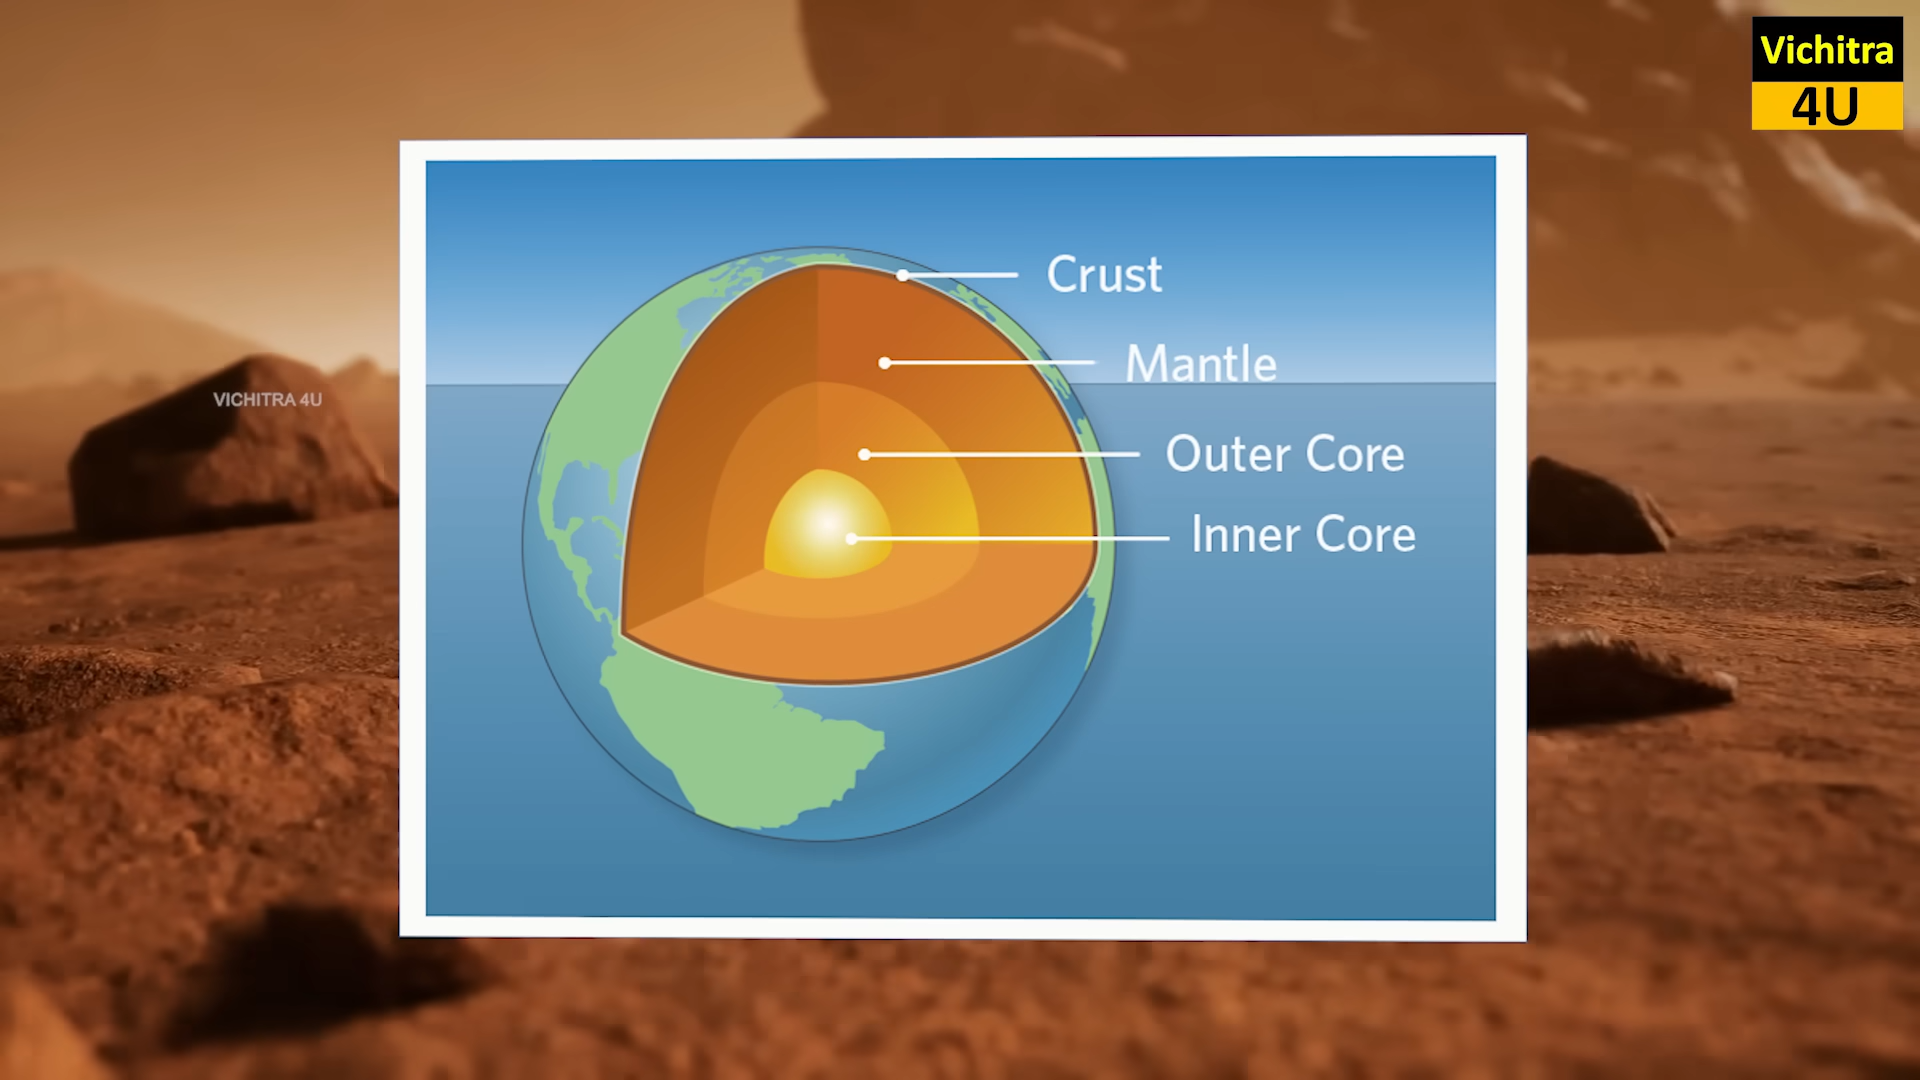 Vichitra
4U
Crust
Mantle
VICHITRA 4U
Outer Core
Inner Core